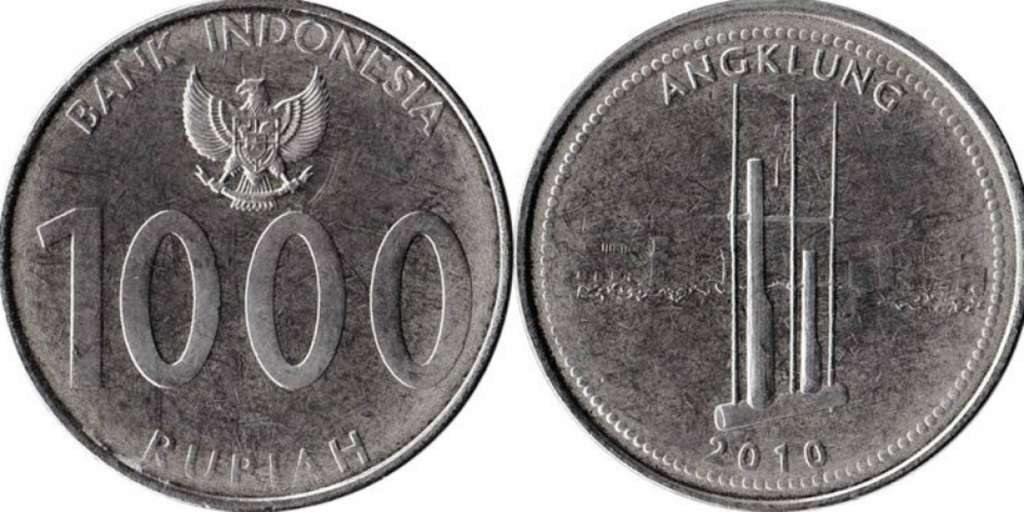 BANK INDONESIA
1000
RUPIAH
ANGKLUNG
2010